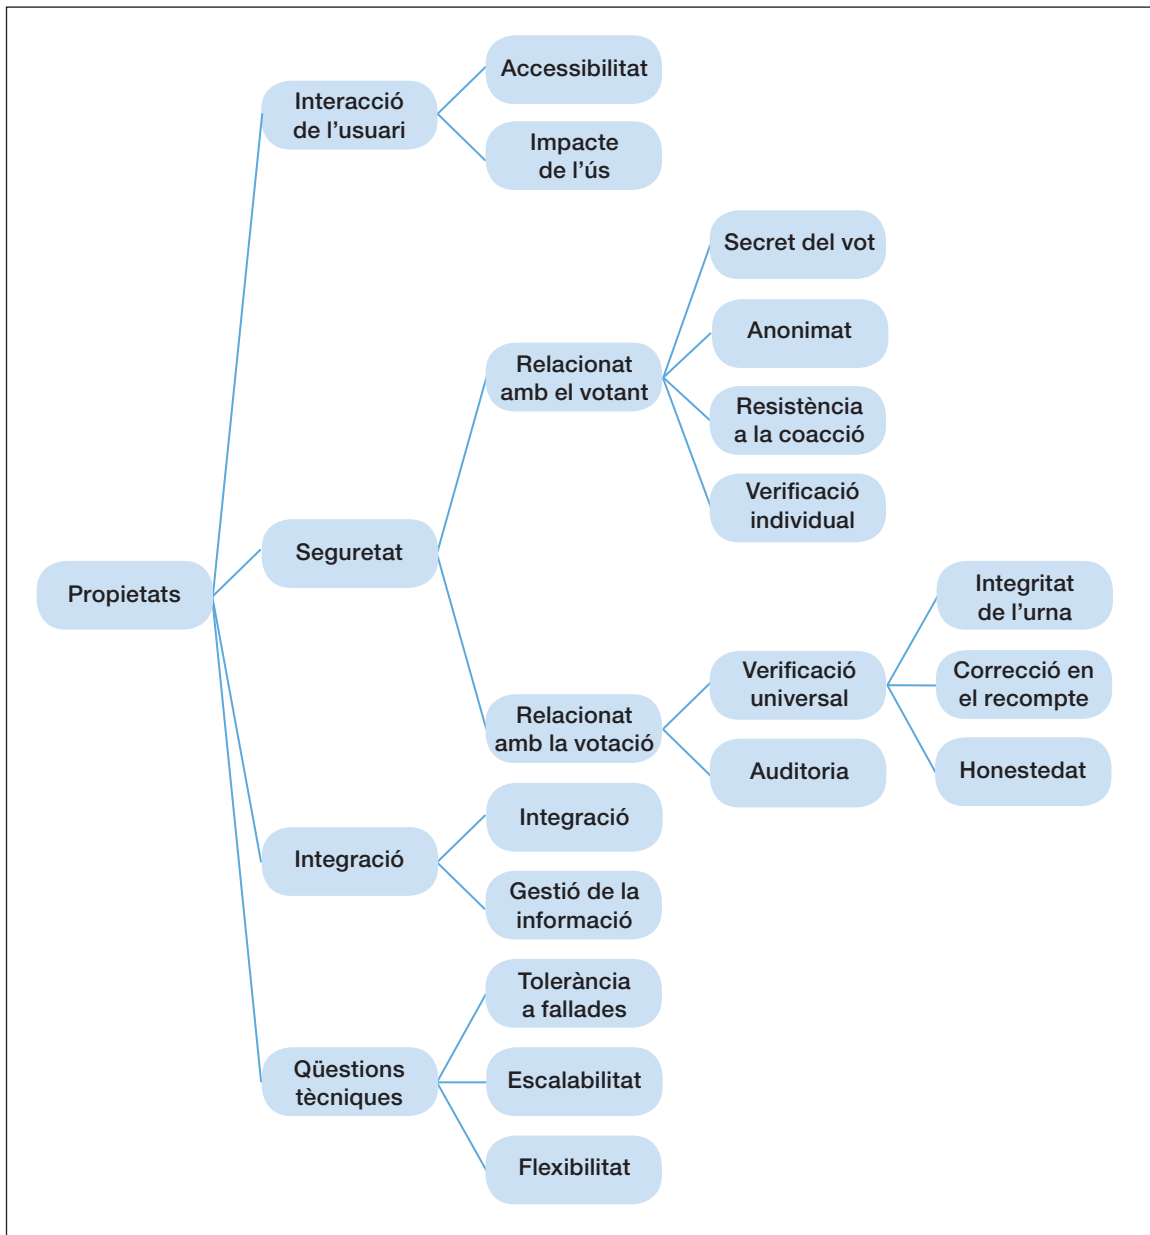 Propietats
Interacció
de l’usuari
Accessibilitat
Impacte
de l’ús
Seguretat
Relacionat
amb el votant
Secret del vot
Anonimat
Resistència
a la coacció
Verificació
individual
Relacionat
amb la votació
Verificació
universal
Integritat
de l’urna
Correcció en
el recompte
Honestedat
Auditoria
Integració
Integració
Gestió de la
informació
Qüestions
tècniques
Tolerància
a fallades
Escalabilitat
Flexibilitat